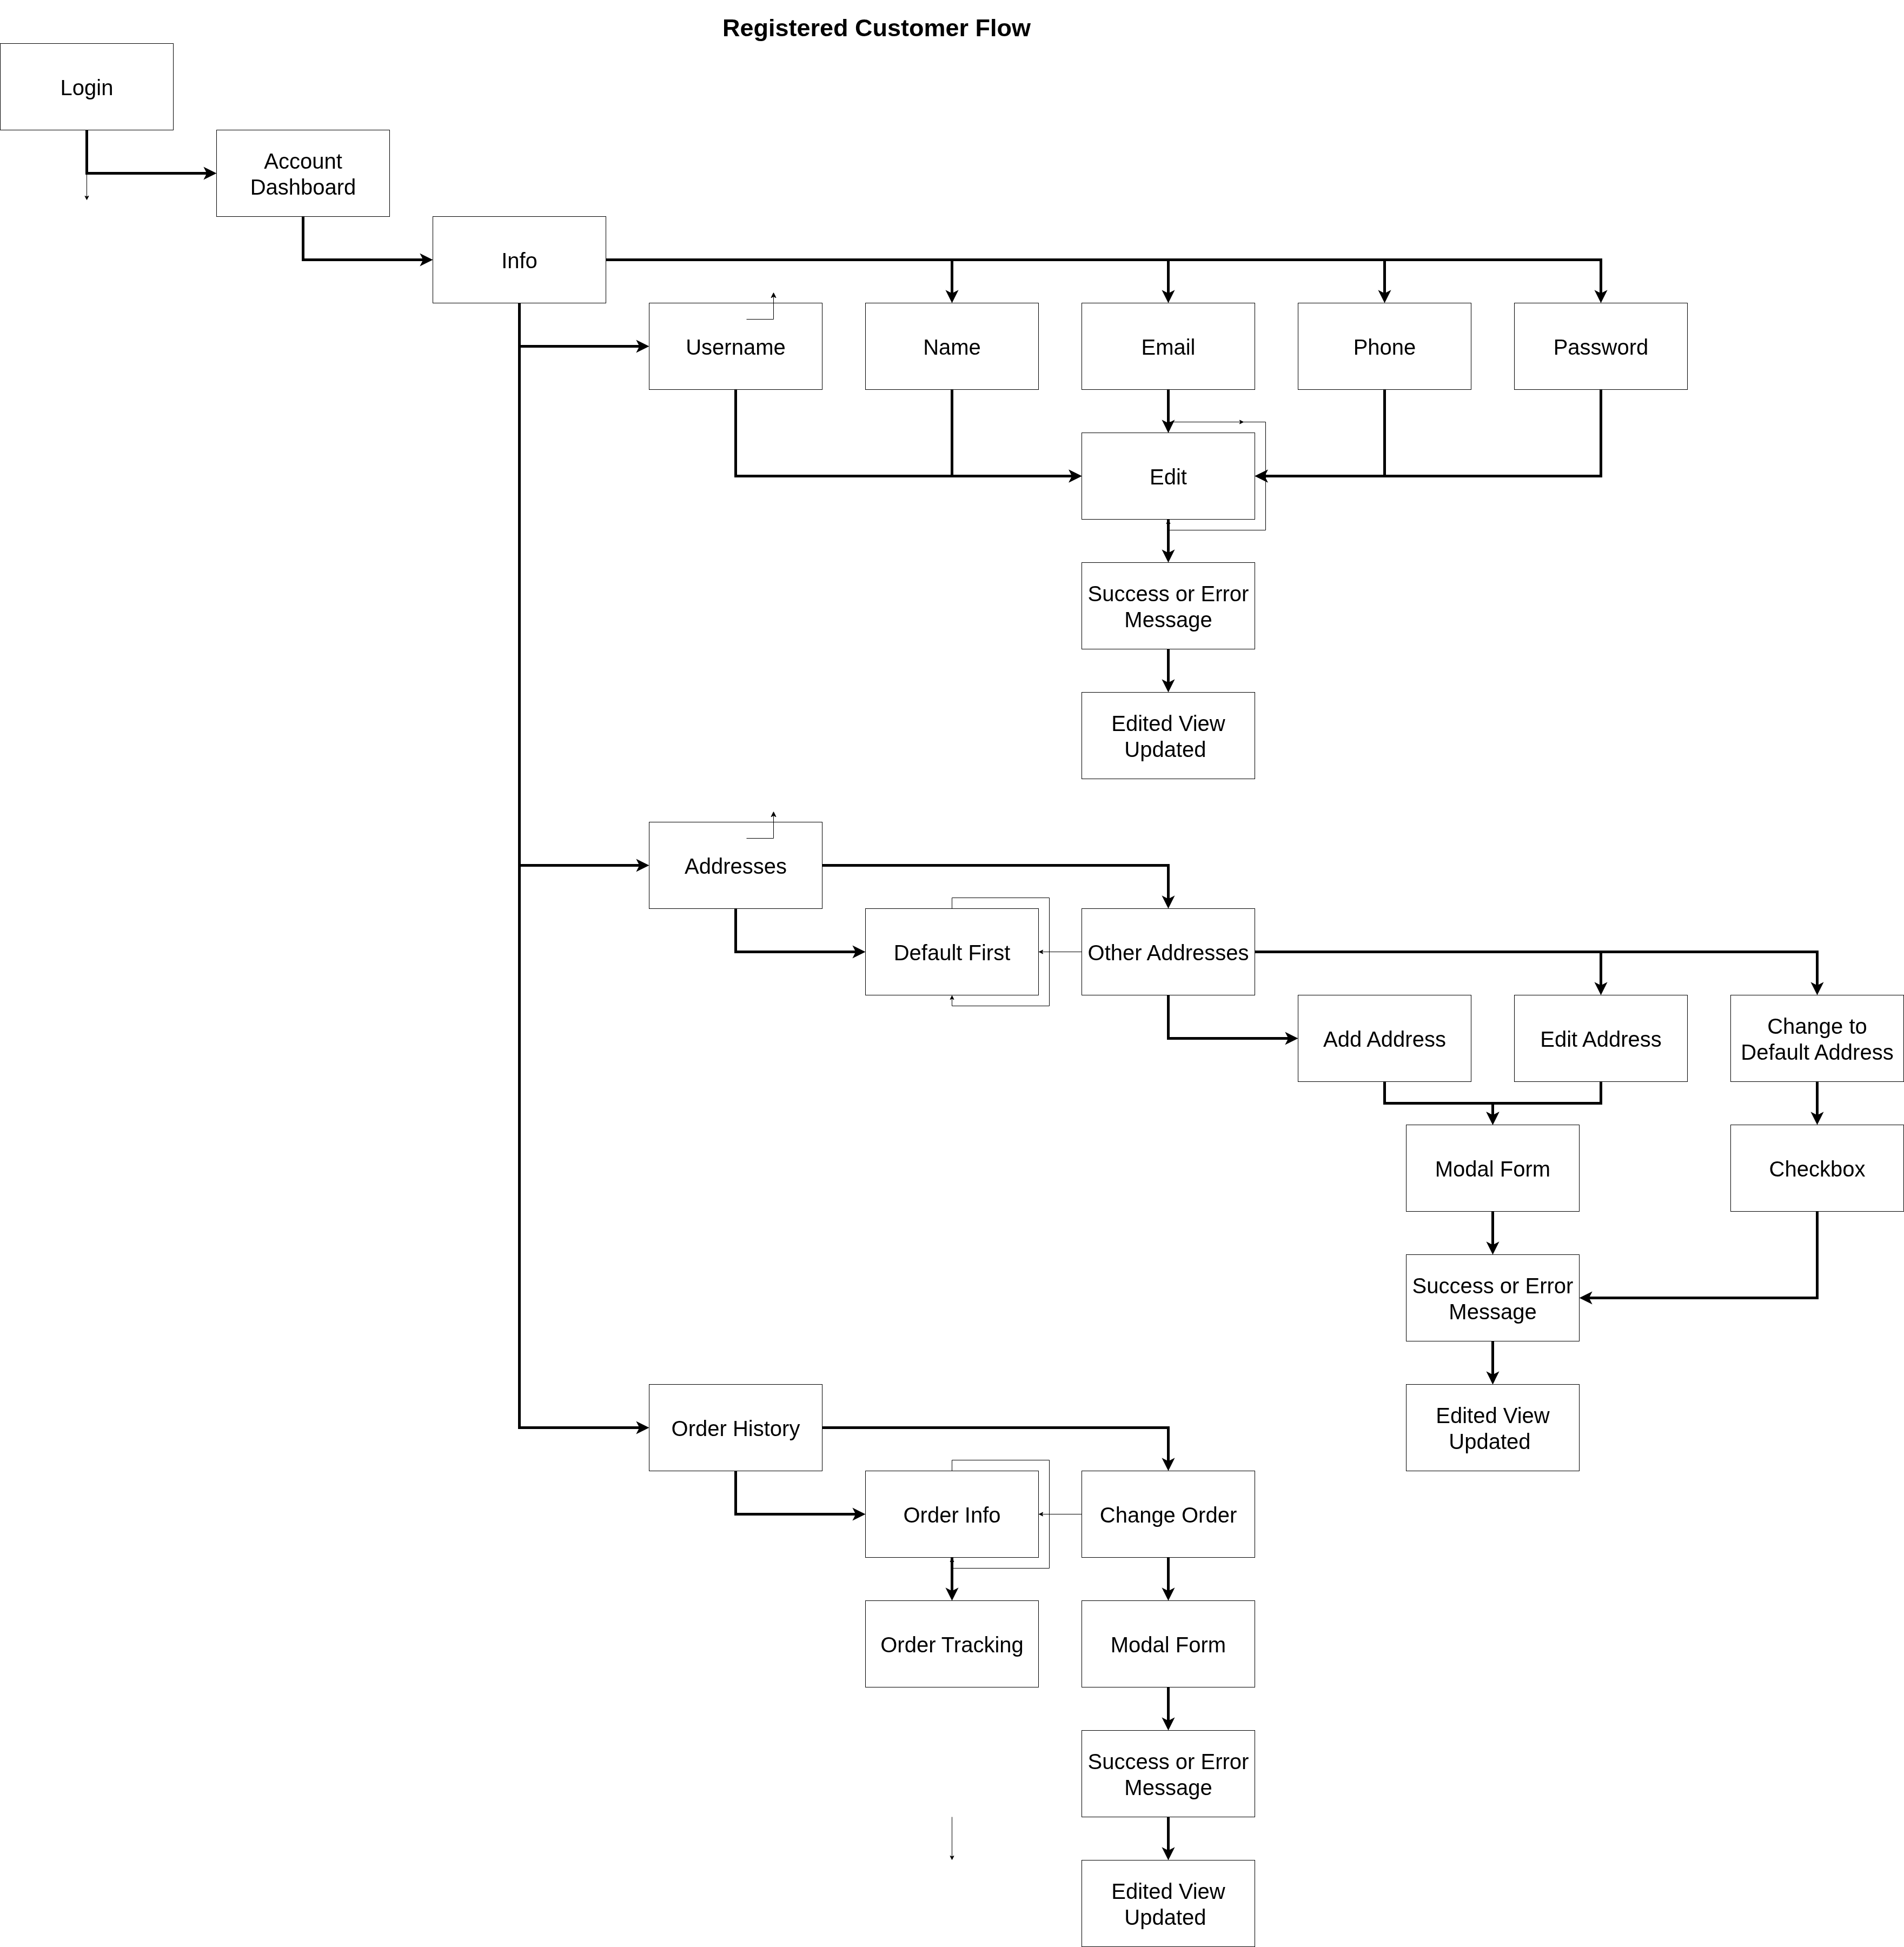 Registered Customer Flow
Login
Account
Dashboard
Info
Username
Name
Email
Phone
Password
Edit
Success or Error
Message
Edited View
Updated
Addresses
Default First
Other Addresses
Add Address
Edit Address
Change to
Default Address
Modal Form
Checkbox
Success or Error
Message
Edited View
Updated
Order History
Order Info
Change Order
Order Tracking
Modal Form
Success or Error
Message
Edited View
Updated